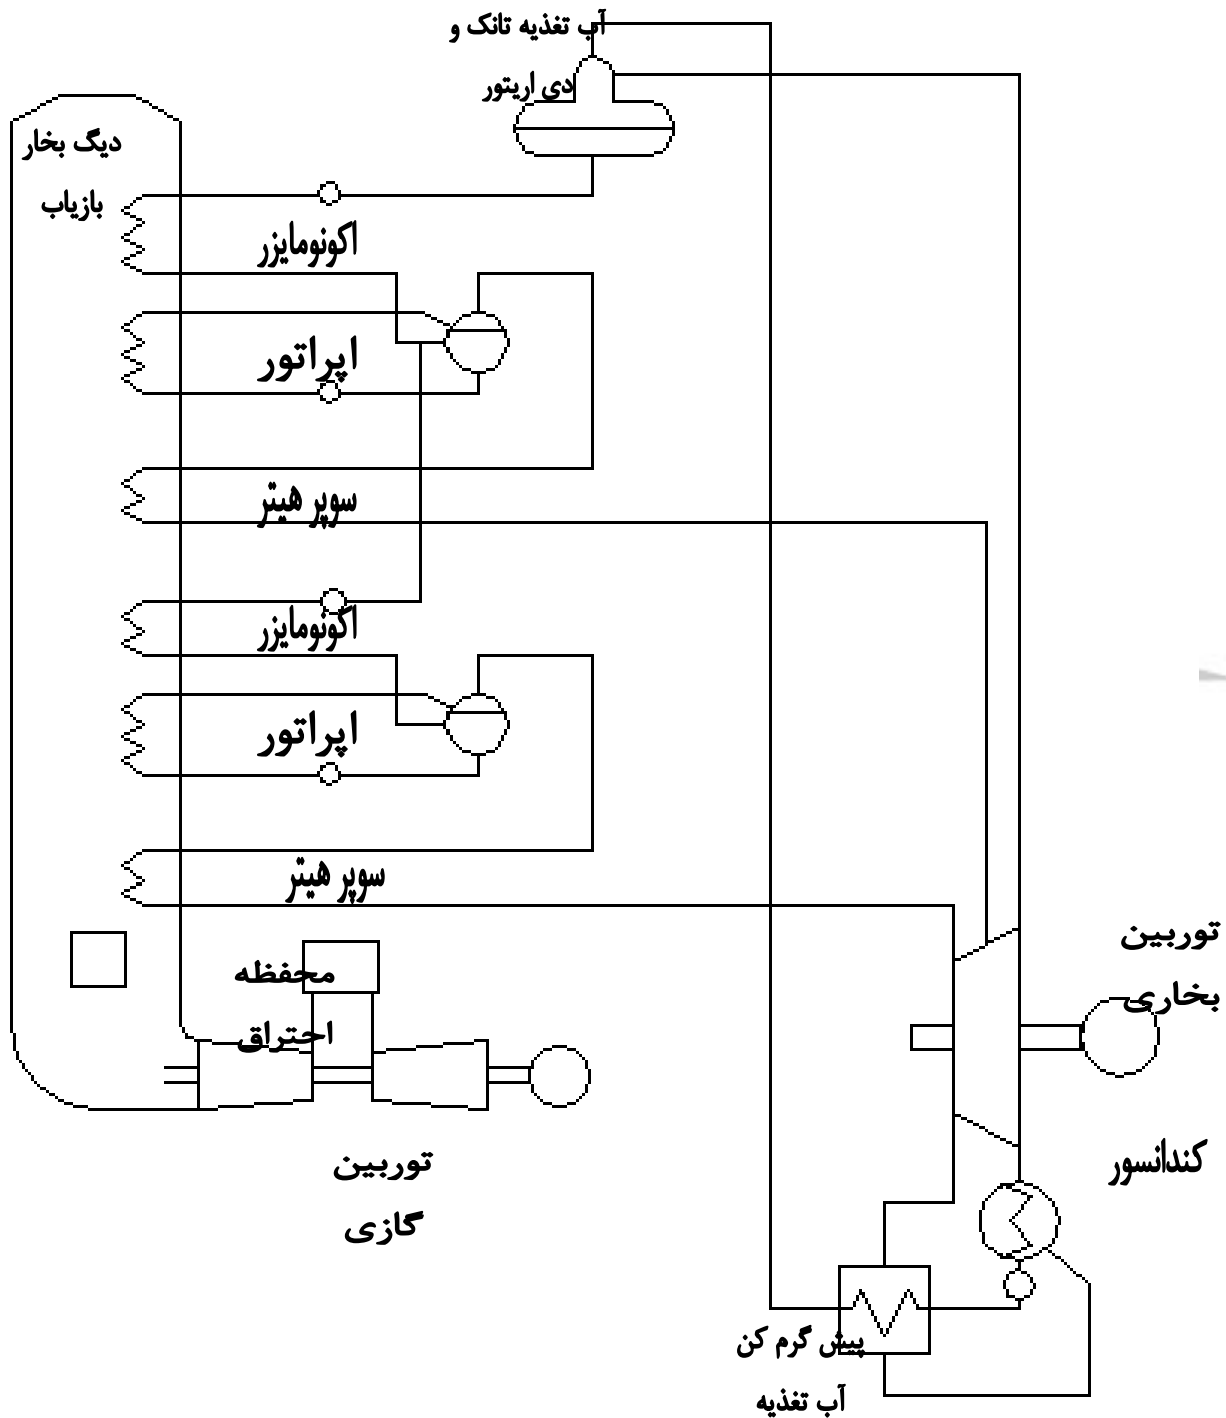 آب تغذیه تانک و
دی اریتور
دیگ بخار
بازیاب
اکونومایزر
اپراتور
سوپر هیتر
اکونومایزر
اپراتور
سوپر هیتر
محفظه
احتراق
توربین
گازی
توربین
بخاری
کندانسور
پیش گرم کن
آب تغذیه